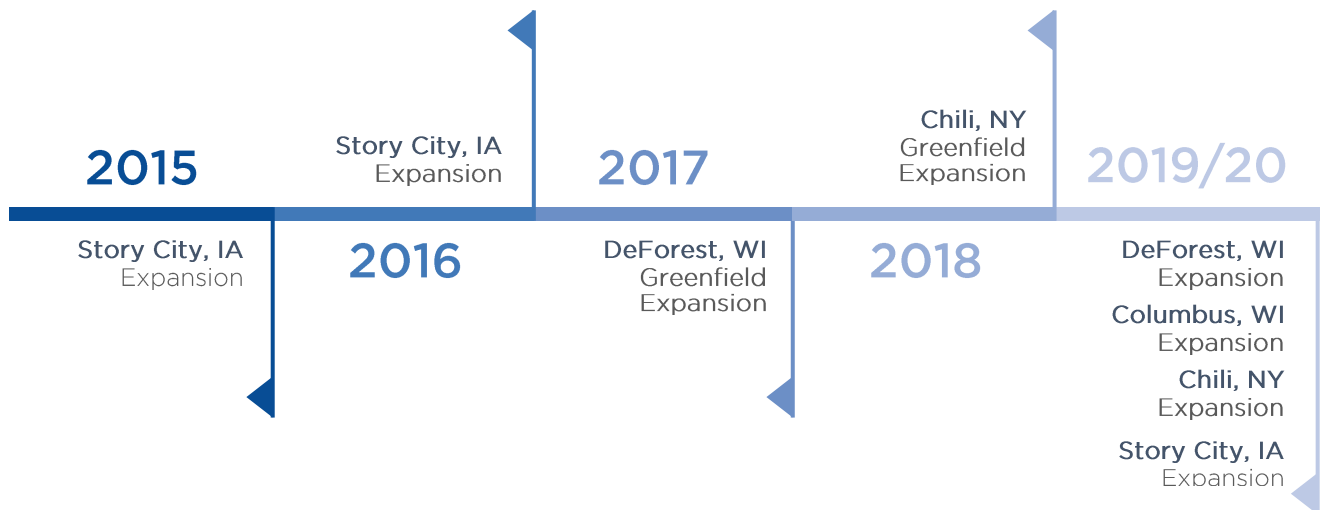 2015
Story City, IA
Expansion
Story City, IA
Expansion
2016
2017
DeForest, WI
Greenfield
Expansion
Chili, NY
Greenfield
Expansion
2018
2019/20
DeForest, WI
Expansion
Columbus, WI
Expansion
Chili, NY
Expansion
Story City, IA
Expansion